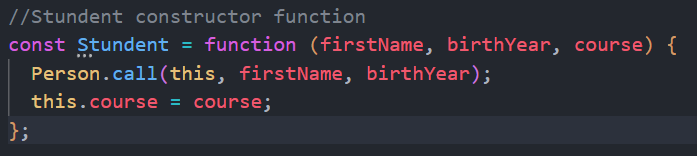 //Stundent constructor function
const Stundent = function (firstName, birthYear, course) {
  Person.call(this, firstName, birthYear);
  this.course = course;
};